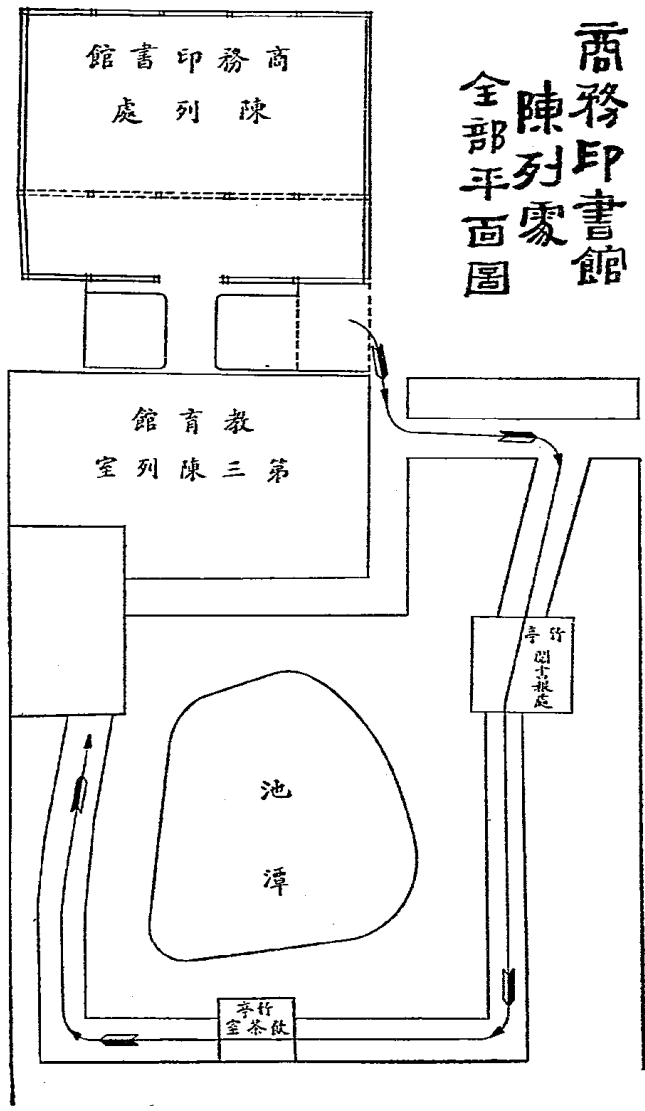 商務印書館
陳列處
全部平面圖
商務印書館
陳列處
教育館
第三陳列室
竹亭
閱書報處
池潭
竹亭
飲茶室